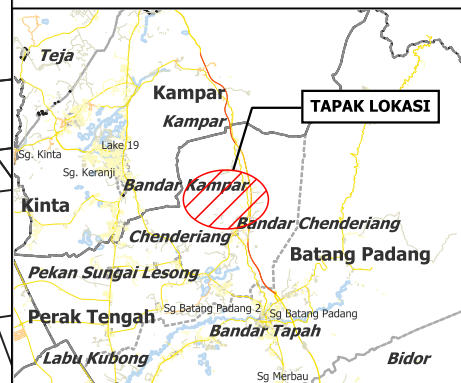 Teja
Kampar
TAPAK LOKASI
Kampar
Lake 19
Sg. Kinta
Sg. Keranji
Bandar Kampar
Kinta
Bandar Chenderiang
Chenderiang
Batang Padang
Pekan Sungai Lesong
Sg Batang Padang 2
Perak Tengah
Sg Batang Padang
Bandar Tapah
Labu Kubong
Bidor
Sg Merbau